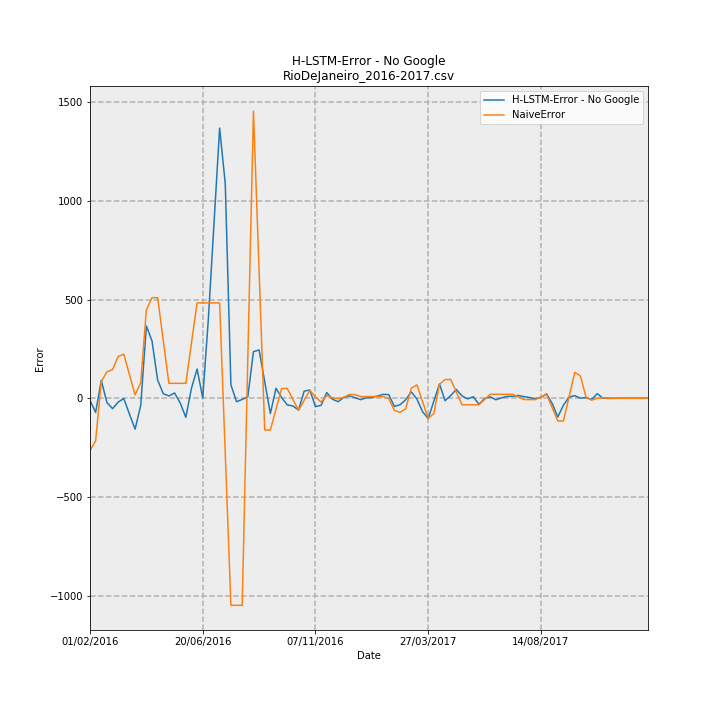 H-LSTM-Error - No Google
RioDeJaneiro_2016-2017.csv
H-LSTM-Error - No Google
NaiveError
Error
1500
1000
500
0
−500
−1000
01/02/2016
20/06/2016
07/11/2016
27/03/2017
14/08/2017
Date